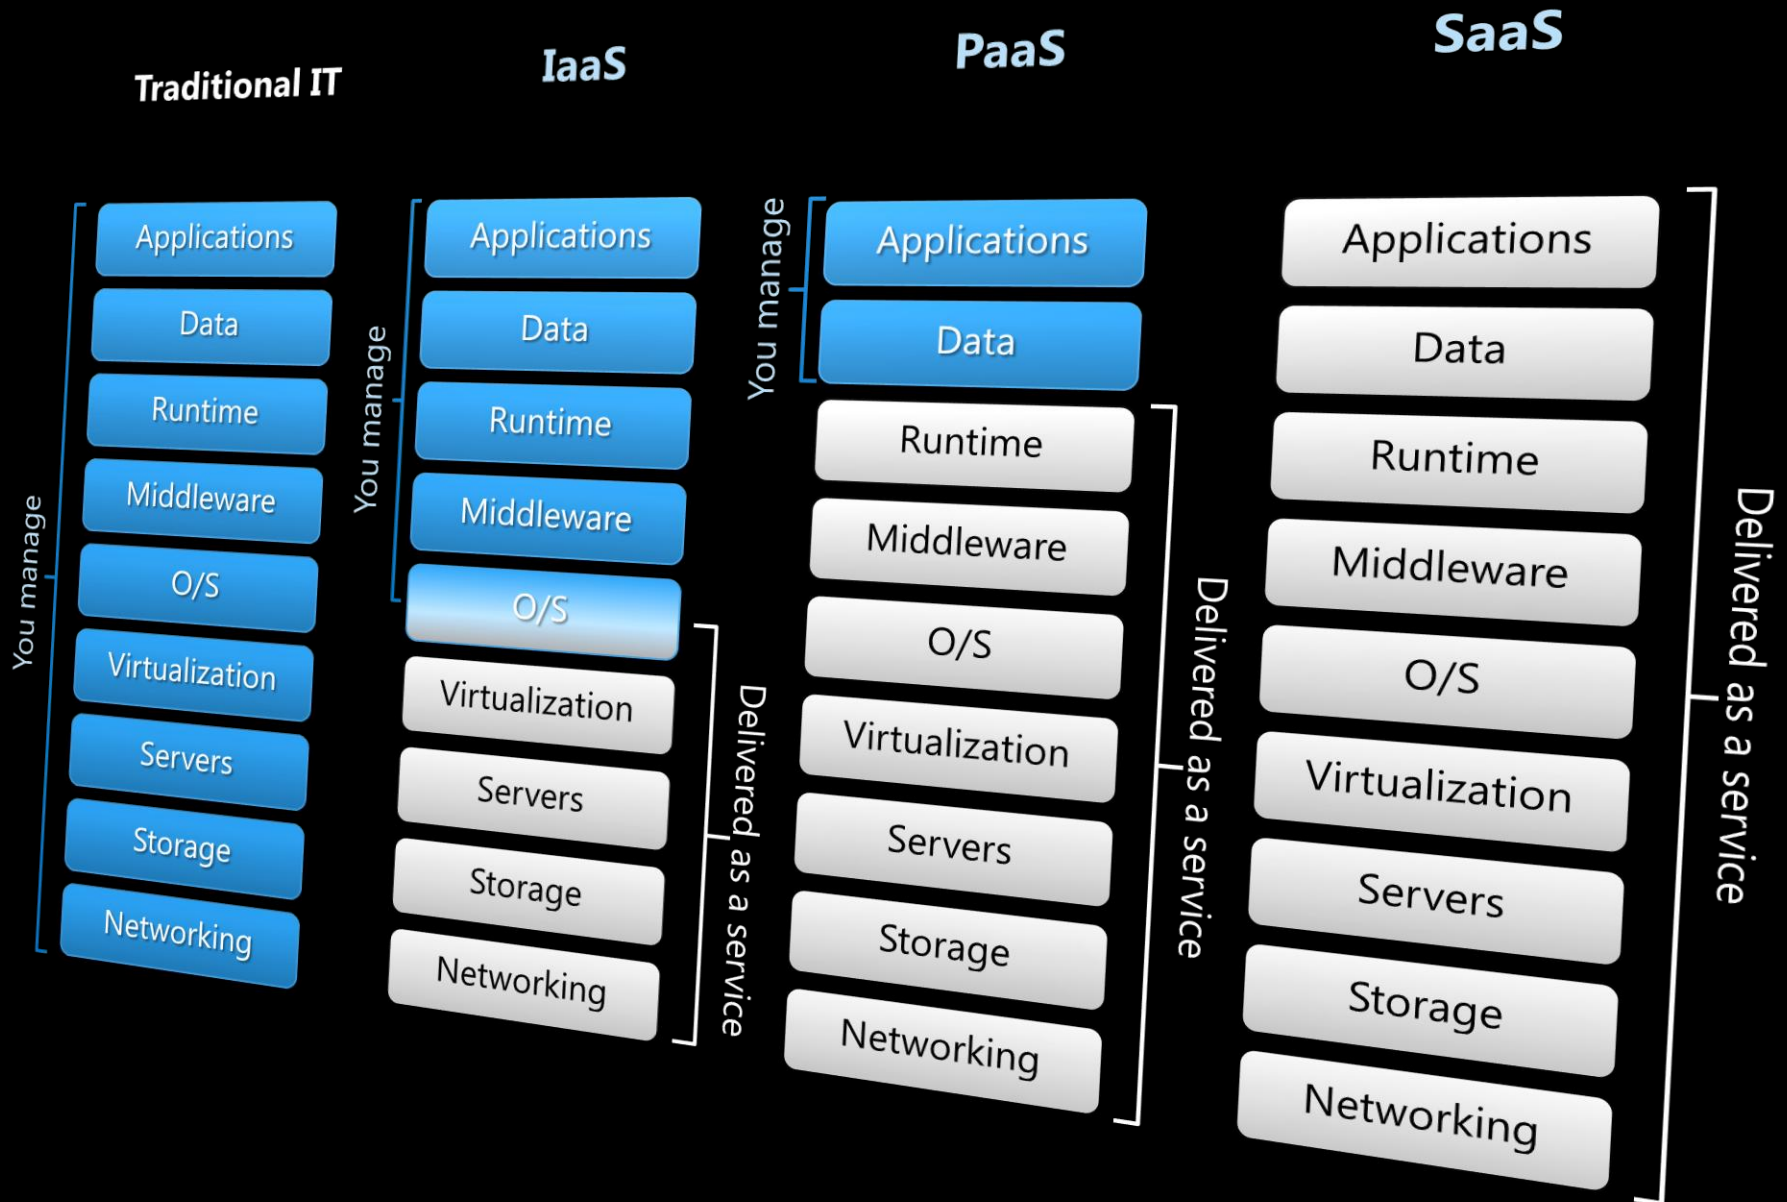 Traditional IT
IaaS
PaaS
SaaS
You manage
Applications
Data
Runtime
Middleware
O/S
Virtualization
Servers
Storage
Networking
You manage
Applications
Data
Runtime
Middleware
O/S
Virtualization
Servers
Storage
Networking
Delivered as a service
You manage
Applications
Data
Runtime
Middleware
O/S
Virtualization
Servers
Storage
Networking
Delivered as a service
Applications
Data
Runtime
Middleware
O/S
Virtualization
Servers
Storage
Networking
Delivered as a service